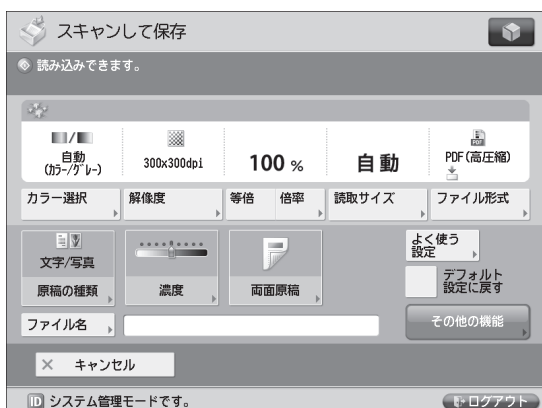 スキャンして保存
読み込みできます。
自動
(ｶﾗｰ/ｸﾞﾚｰ)
300x300dpi
100 %
自動
PDF
PDF(高圧縮)
カラー選択
解像度
等倍
倍率
読取サイズ
ファイル形式
文字/写真
原稿の種類
濃度
両面原稿
よく使う
設定
デフォルト
設定に戻す
ファイル名
その他の機能
× キャンセル
ID システム管理モードです。
ログアウト